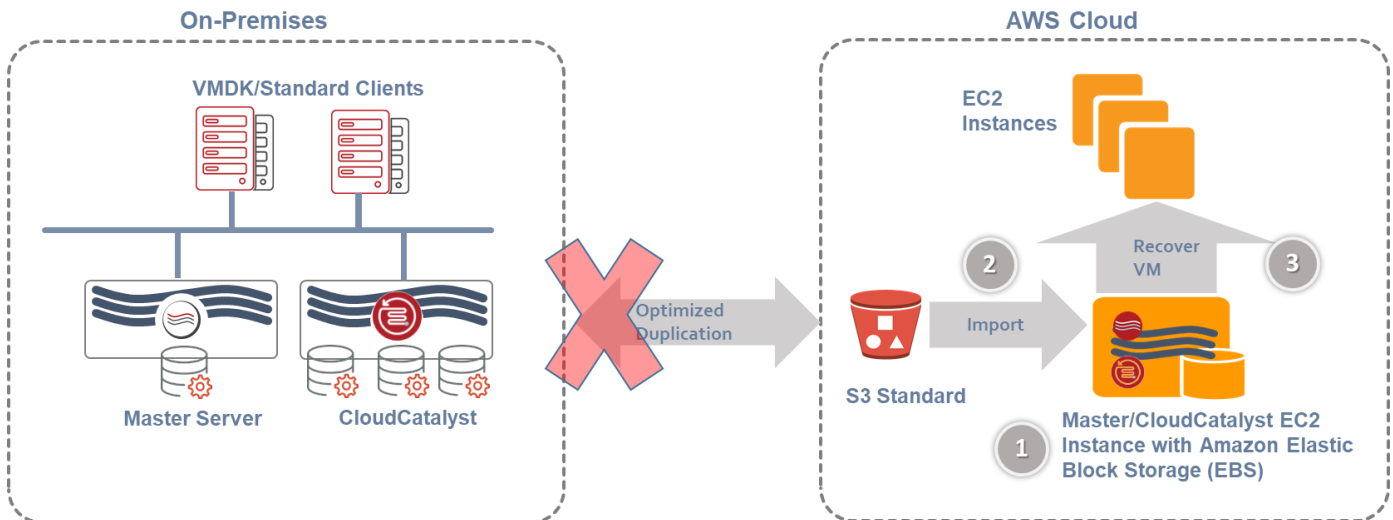 On-Premises
VMDK/Standard Clients
Master Server
CloudCatalyst
Optimized
Duplication
AWS Cloud
EC2
Instances
2
Recover
VM
3
Import
S3 Standard
1
Master/CloudCatalyst EC2
Instance with Amazon Elastic
Block Storage (EBS)